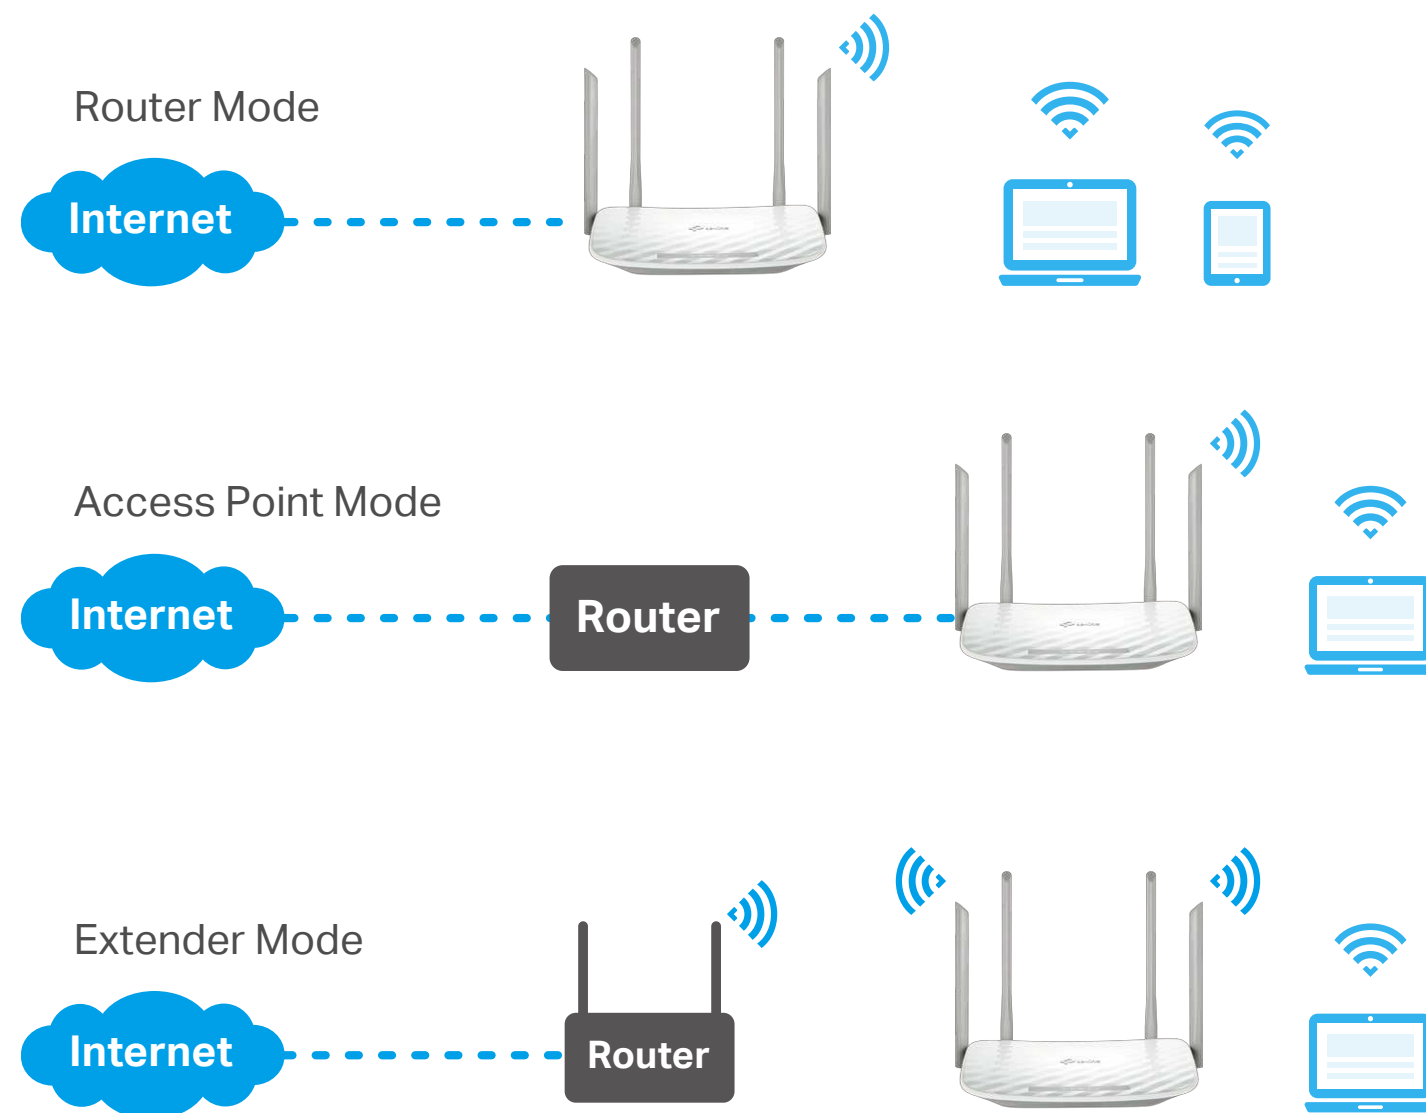 Router Mode
Internet
Access Point Mode
Internet
Router
Extender Mode
Internet
Router